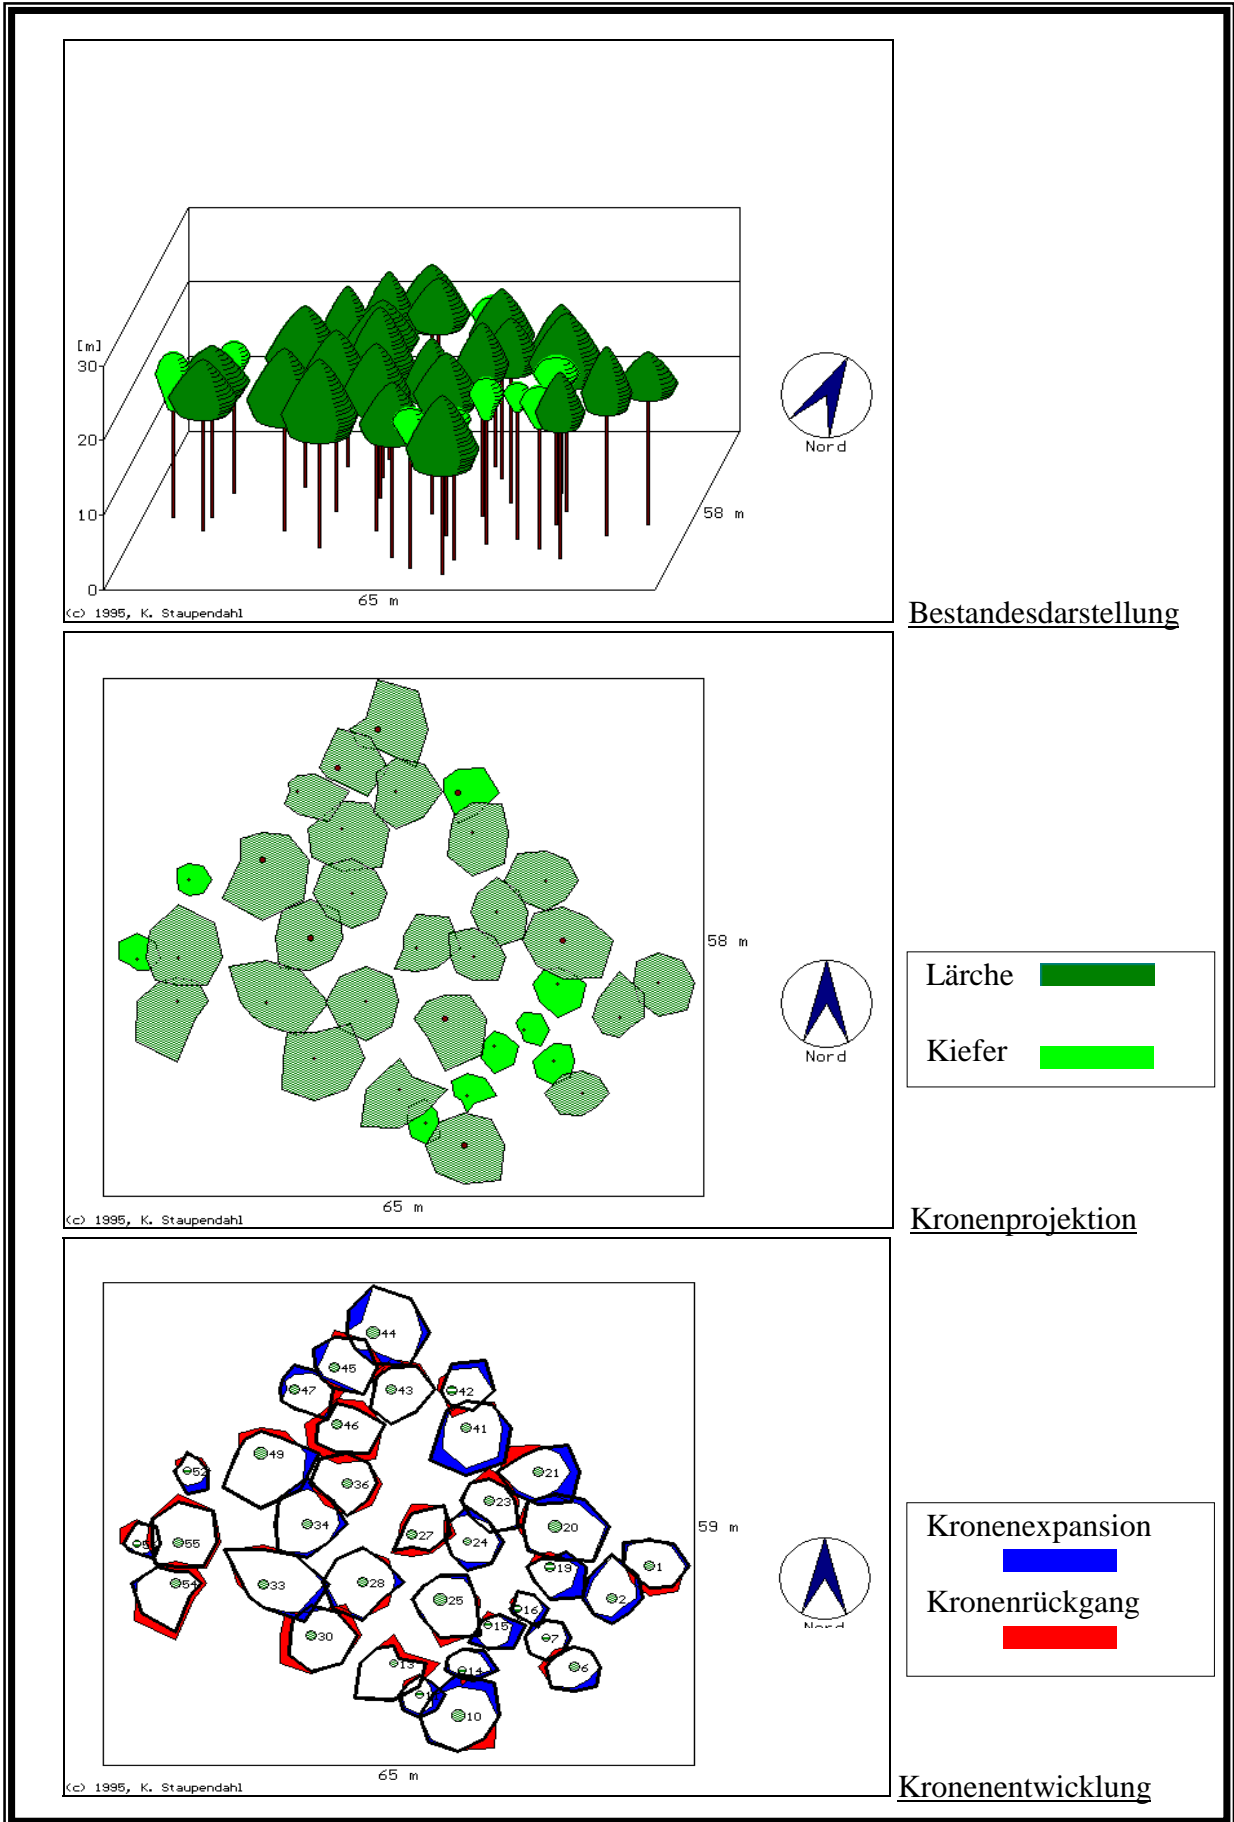 [m]
30
20
10
0
65 m
58 m
Nord
(c) 1995, K. Staupendahl
Bestandesdarstellung
58 m
65 m
Nord
(c) 1995, K. Staupendahl
Lärche
Kiefer
Kronenprojektion
44
45
47
43
42
46
41
49
52
21
36
23
34
20
27
55
24
54
33
28
19
1
2
25
16
15
30
7
13
14
6
10
59 m
65 m
(c) 1995, K. Staupendahl
Kronenexpansion
Kronenrückgang
Kronenentwicklung